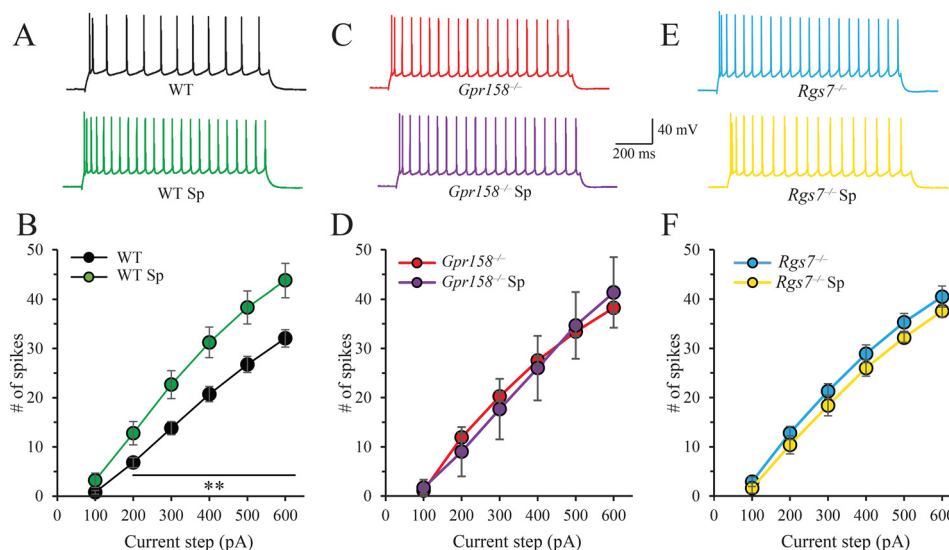 A
C
E
WT
Gpr158⁻/⁻
Rgs7⁻/⁻
40 mV
200 ms
WT Sp
Gpr158⁻/⁻ Sp
Rgs7⁻/⁻ Sp
B
D
F
# of spikes
50
40
30
20
10
0
WT
WT Sp
**
0 100 200 300 400 500 600
Current step (pA)
# of spikes
50
40
30
20
10
0
Gpr158⁻/⁻
Gpr158⁻/⁻ Sp
0 100 200 300 400 500 600
Current step (pA)
# of spikes
50
40
30
20
10
0
Rgs7⁻/⁻
Rgs7⁻/⁻ Sp
0 100 200 300 400 500 600
Current step (pA)